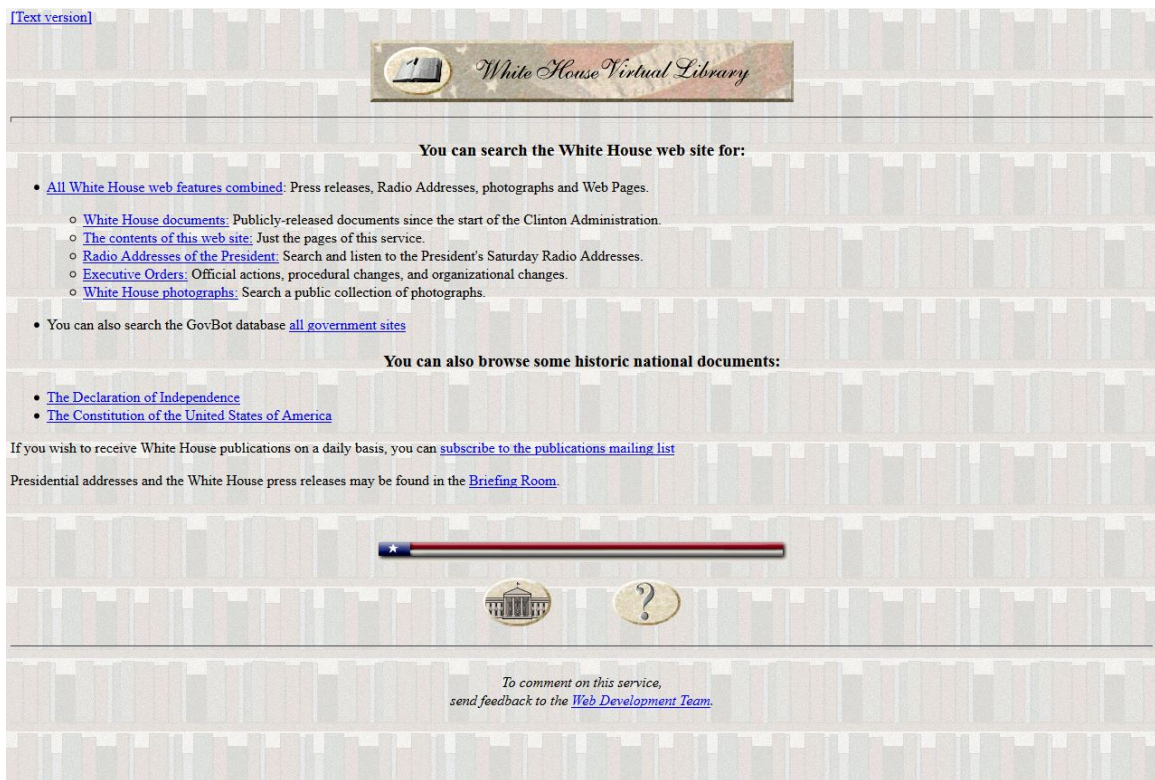 [Text version]
White House Virtual Library
You can search the White House web site for:
All White House web features combined: Press releases, Radio Addresses, photographs and Web Pages.
White House documents: Publicly-released documents since the start of the Clinton Administration.
The contents of this web site: Just the pages of this service.
Radio Addresses of the President: Search and listen to the President's Saturday Radio Addresses.
Executive Orders: Official actions, procedural changes, and organizational changes.
White House photographs: Search a public collection of photographs.
You can also search the GovBot database all government sites
You can also browse some historic national documents:
The Declaration of Independence
The Constitution of the United States of America
If you wish to receive White House publications on a daily basis, you can subscribe to the publications mailing list
Presidential addresses and the White House press releases may be found in the Briefing Room.
?
To comment on this service,
send feedback to the Web Development Team.